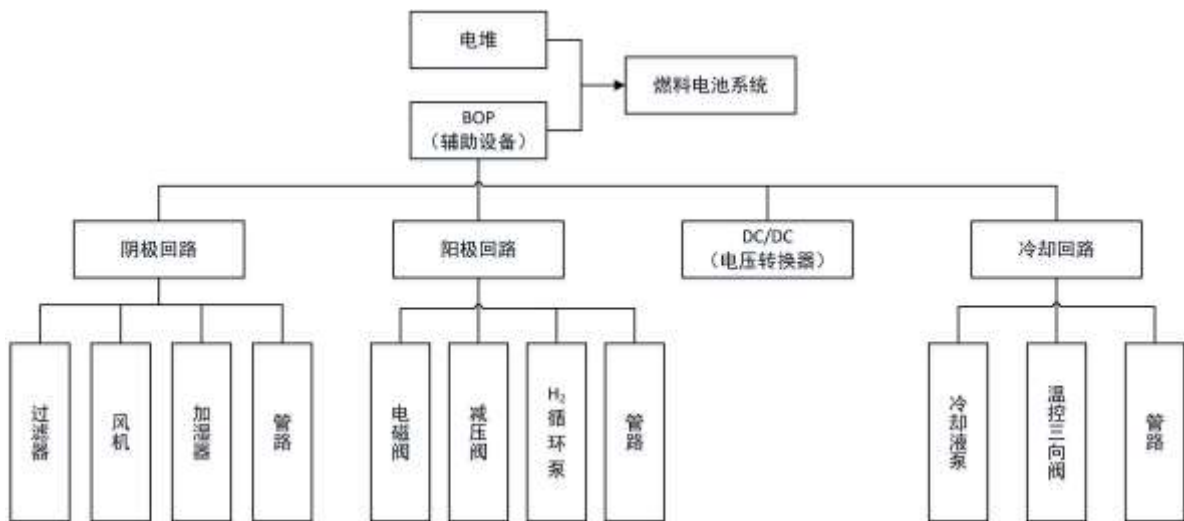 电堆
燃料电池系统
BOP
（辅助设备）
阴极回路
阳极回路
DC/DC
（电压转换器）
冷却回路
过滤器
风机
加湿器
管路
电磁阀
减压阀
H₂循环泵
管路
冷却液泵
温控三向阀
管路